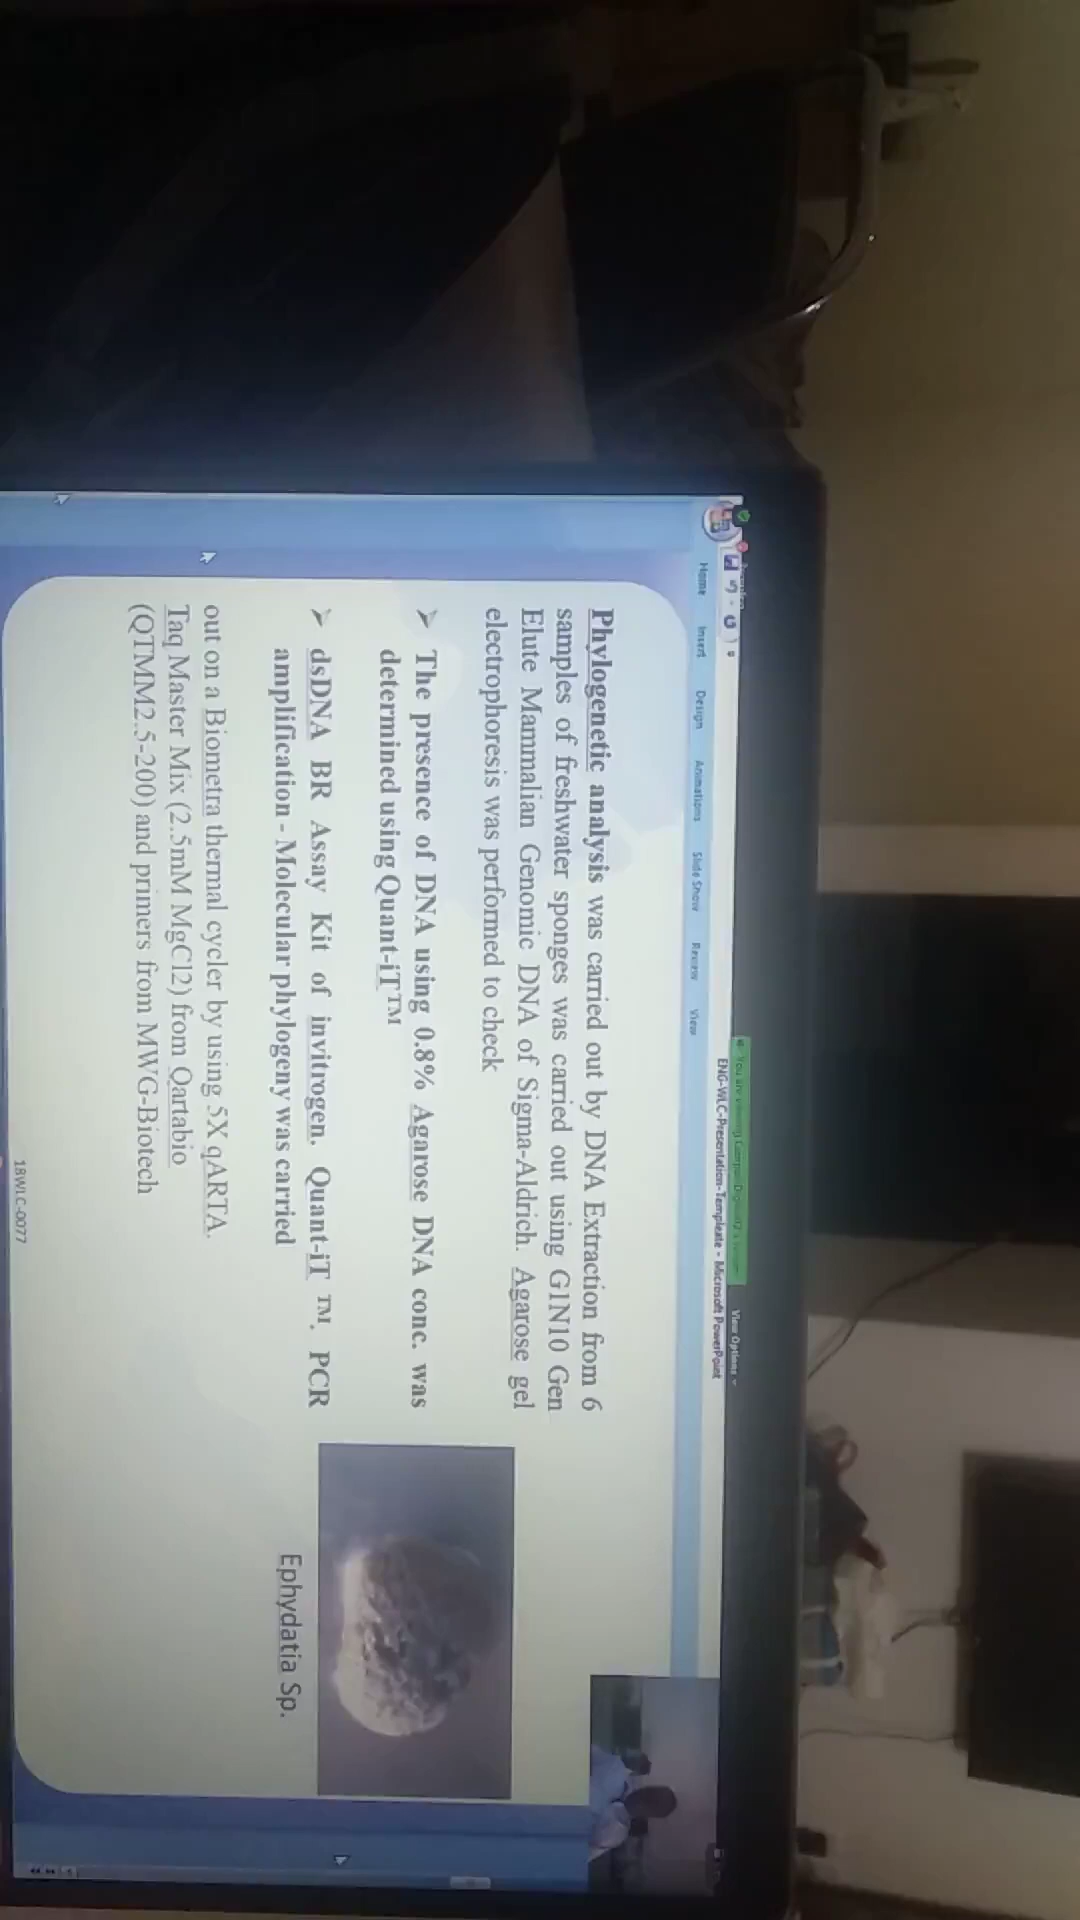 You are viewing
View Options
ENG-WLC-Presentation-Template - Microsoft PowerPoint
Home Insert Design Animations Slide Show Review View
Phylogenetic analysis was carried out by DNA Extraction from 6
samples of freshwater sponges was carried out using G1N10 Gen
Elute Mammalian Genomic DNA of Sigma-Aldrich. Agarose gel
electrophoresis was performed to check
➤ The presence of DNA using 0.8% Agarose DNA conc. was
determined using Quant-iT™
➤ dsDNA BR Assay Kit of invitrogen. Quant-iT ™. PCR
amplification - Molecular phylogeny was carried
out on a Biometra thermal cycler by using 5X qARTA.
Taq Master Mix (2.5mM MgCl2) from Qartabio
(QTMM2.5-200) and primers from MWG-Biotech
Ephydatia Sp.
18WLC-0077